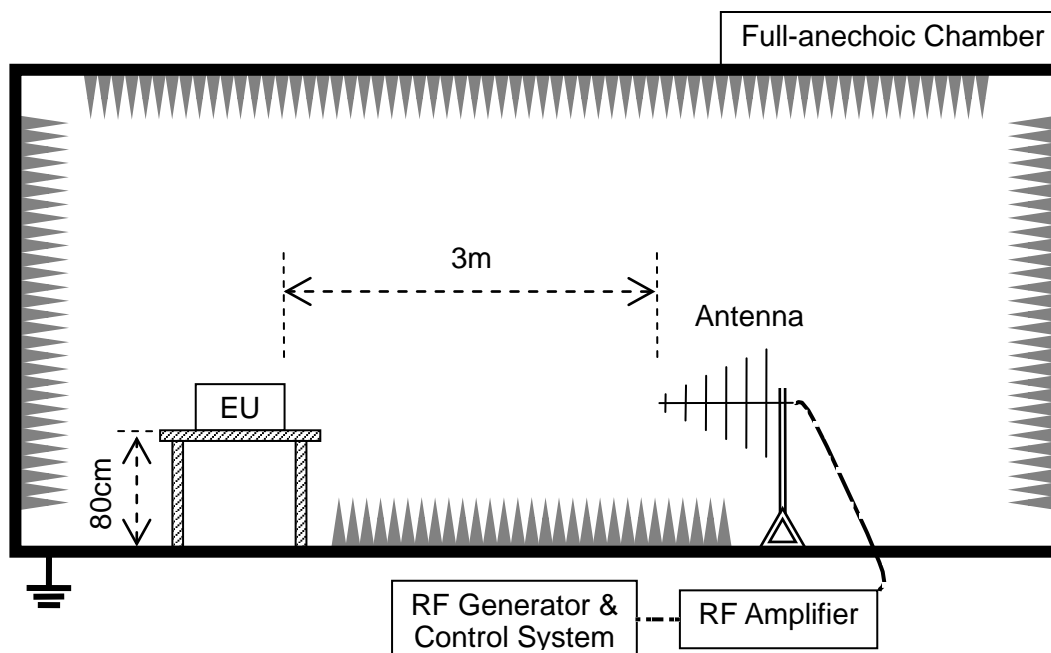 Full-anechoic Chamber
3m
Antenna
EU
80cm
RF Generator &
Control System
RF Amplifier